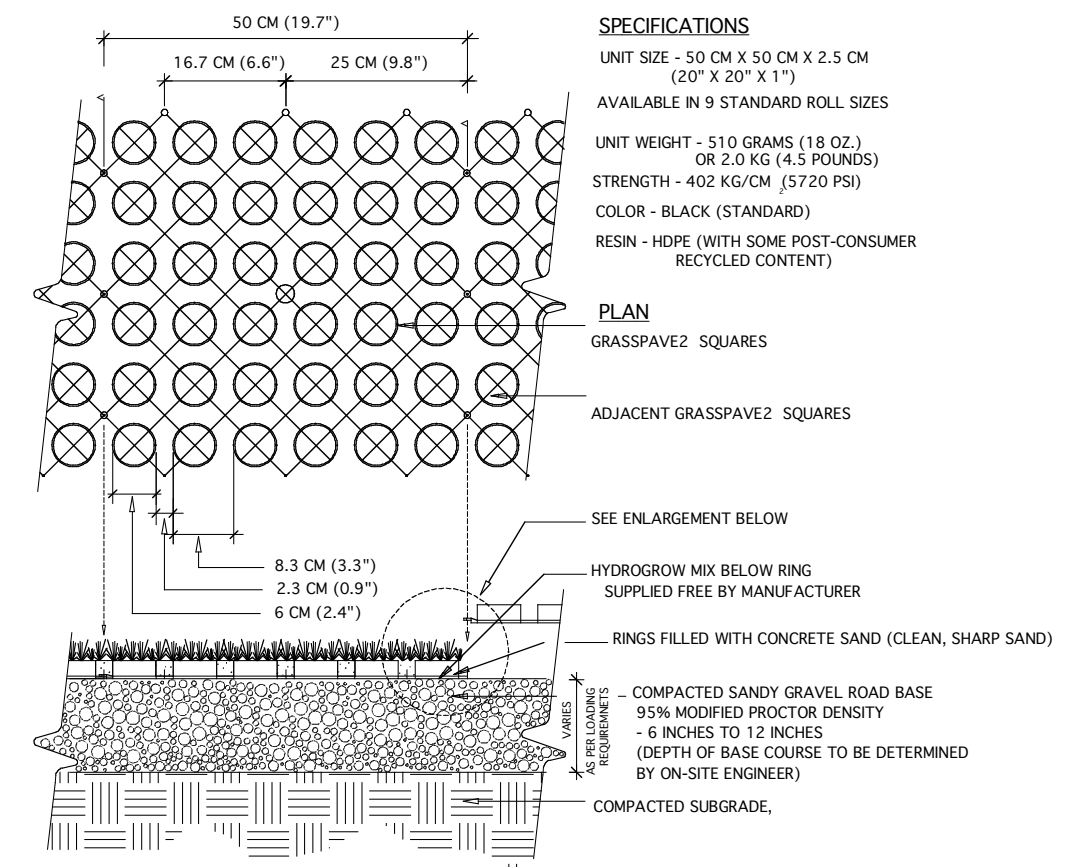 50 CM (19.7")
16.7 CM (6.6")
25 CM (9.8")
SPECIFICATIONS
UNIT SIZE - 50 CM X 50 CM X 2.5 CM
(20" X 20" X 1")
AVAILABLE IN 9 STANDARD ROLL SIZES
UNIT WEIGHT - 510 GRAMS (18 OZ.)
OR 2.0 KG (4.5 POUNDS)
STRENGTH - 402 KG/CM 2 (5720 PSI)
COLOR - BLACK (STANDARD)
RESIN - HDPE (WITH SOME POST-CONSUMER
RECYCLED CONTENT)
PLAN
GRASSPAVE2 SQUARES
ADJACENT GRASSPAVE2 SQUARES
8.3 CM (3.3")
2.3 CM (0.9")
6 CM (2.4")
SEE ENLARGEMENT BELOW
HYDROGROW MIX BELOW RING
SUPPLIED FREE BY MANUFACTURER
RINGS FILLED WITH CONCRETE SAND (CLEAN, SHARP SAND)
VARIES
AS PER LOADING
REQUIREMNETS
COMPACTED SANDY GRAVEL ROAD BASE
95% MODIFIED PROCTOR DENSITY
- 6 INCHES TO 12 INCHES
(DEPTH OF BASE COURSE TO BE DETERMINED
BY ON-SITE ENGINEER)
COMPACTED SUBGRADE,